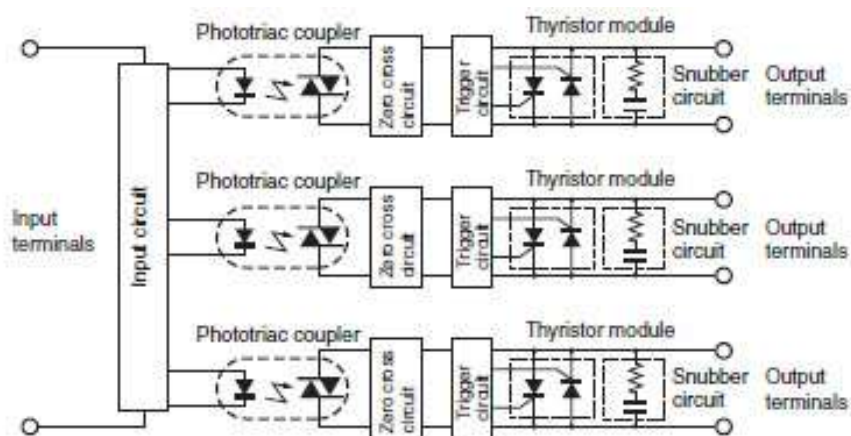 Phototriac coupler
Thyristor module
Zero cross
circuit
Trigger
circuit
Snubber
circuit
Output
terminals
Phototriac coupler
Thyristor module
Input
terminals
Input circuit
Zero cross
circuit
Trigger
circuit
Snubber
circuit
Output
terminals
Phototriac coupler
Thyristor module
Zero cross
circuit
Trigger
circuit
Snubber
circuit
Output
terminals